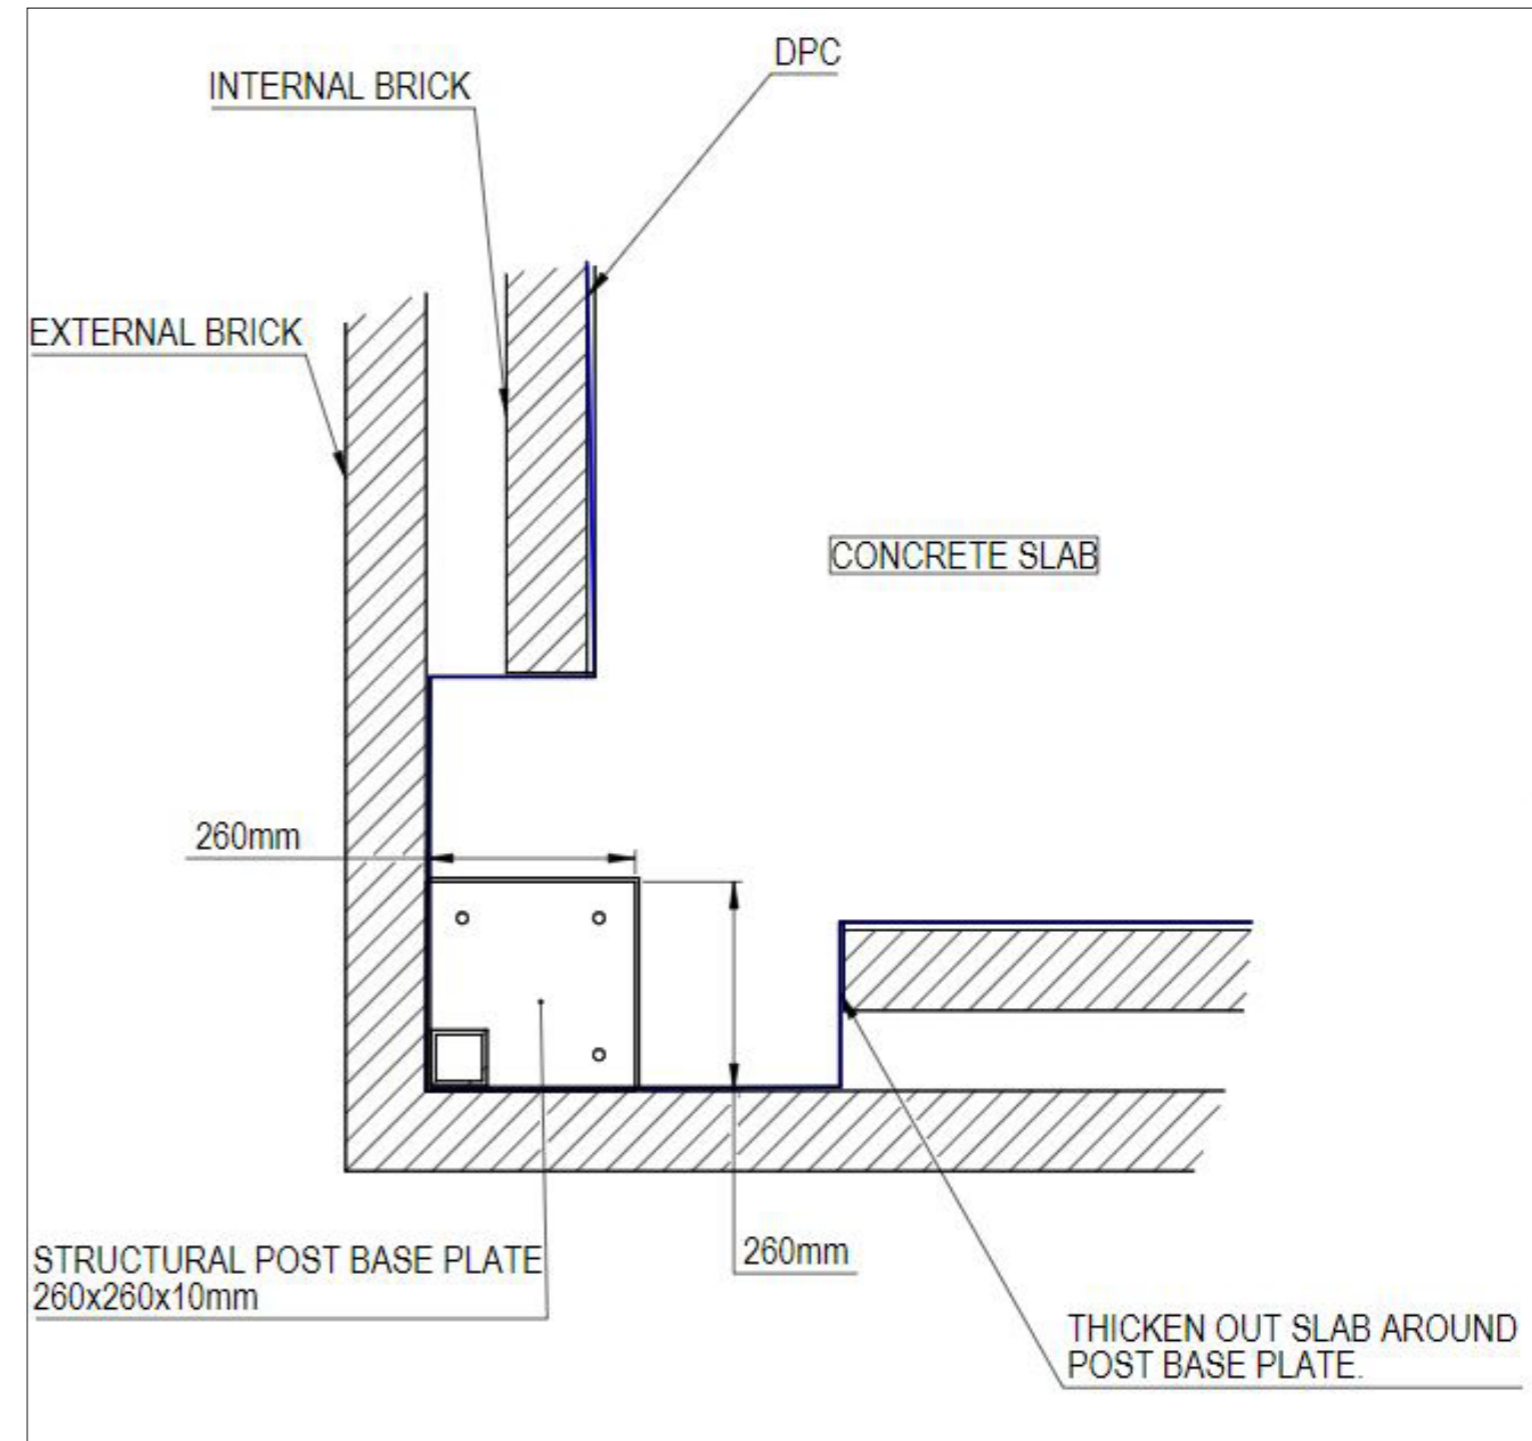 DPC
INTERNAL BRICK
EXTERNAL BRICK
CONCRETE SLAB
260mm
260mm
STRUCTURAL POST BASE PLATE
260x260x10mm
THICKEN OUT SLAB AROUND
POST BASE PLATE.